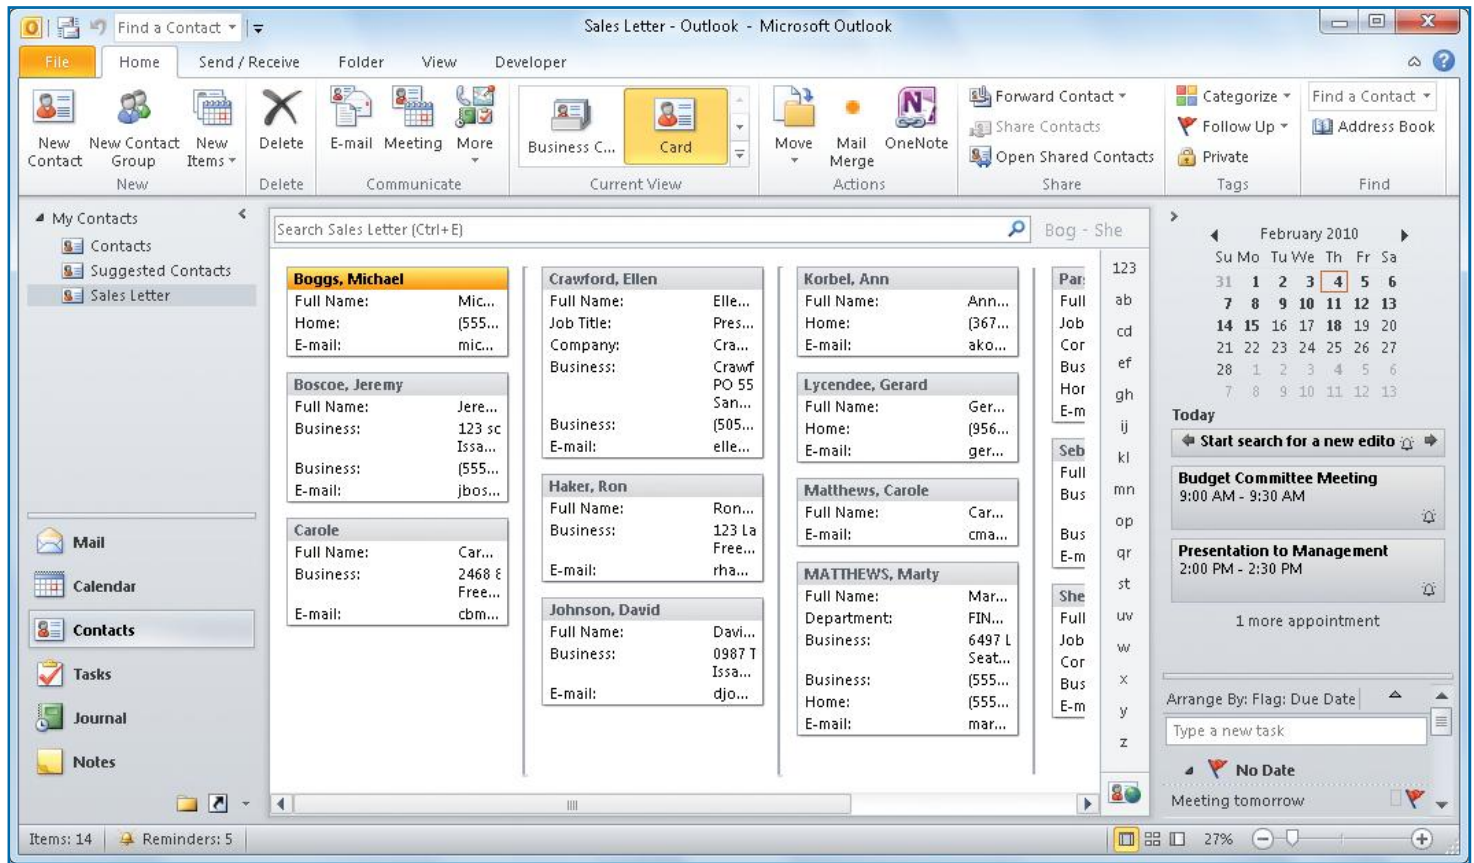 Find a Contact
Sales Letter - Outlook - Microsoft Outlook
File Home Send / Receive Folder View Developer
New Contact
New Contact Group
New Items
New
Delete
Delete
E-mail Meeting More
Communicate
Business C... Card
Current View
Move Mail Merge OneNote
Actions
Forward Contact
Share Contacts
Open Shared Contacts
Share
Categorize
Follow Up
Private
Tags
Find a Contact
Address Book
Find
My Contacts
Contacts
Suggested Contacts
Sales Letter
Mail
Calendar
Contacts
Tasks
Journal
Notes
Search Sales Letter (Ctrl+E)
Bog - She
Boggs, Michael
Full Name: Mic...
Home: (555...
E-mail: mic...
Boscoe, Jeremy
Full Name: Jere...
Business: 123 sc
Issa...
Business: (555...
E-mail: jbos...
Carole
Full Name: Car...
Business: 2468 8
Free...
E-mail: cbm...
Crawford, Ellen
Full Name: Elle...
Job Title: Pres...
Company: Cra...
Business: Crawf
PO 55
San...
Business: (505...
E-mail: elle...
Haker, Ron
Full Name: Ron...
Business: 123 La
Free...
E-mail: rha...
Johnson, David
Full Name: Davi...
Business: 0987 T
Issa...
E-mail: djo...
Korbel, Ann
Full Name: Ann...
Home: (367...
E-mail: ako...
Lycendee, Gerard
Full Name: Ger...
Home: (956...
E-mail: ger...
Matthews, Carole
Full Name: Car...
E-mail: cma...
MATTHEWS, Marty
Full Name: Mar...
Department: FIN...
Business: 6497 L
Seat...
Business: (555...
Home: (555...
E-mail: mar...
Par
Full
Job
Cor
Bus
Hor
E-m
Seb
Full
Bus
Bus
E-m
She
Full
Job
Cor
Bus
E-m
123
ab
cd
ef
gh
ij
kl
mn
op
qr
st
uv
w
x
y
z
February 2010
Su Mo Tu We Th Fr Sa
31 1 2 3 4 5 6
7 8 9 10 11 12 13
14 15 16 17 18 19 20
21 22 23 24 25 26 27
28 1 2 3 4 5 6
7 8 9 10 11 12 13
Today
Start search for a new edito
Budget Committee Meeting
9:00 AM - 9:30 AM
Presentation to Management
2:00 PM - 2:30 PM
1 more appointment
Arrange By: Flag: Due Date
Type a new task
No Date
Meeting tomorrow
Items: 14
Reminders: 5
27%